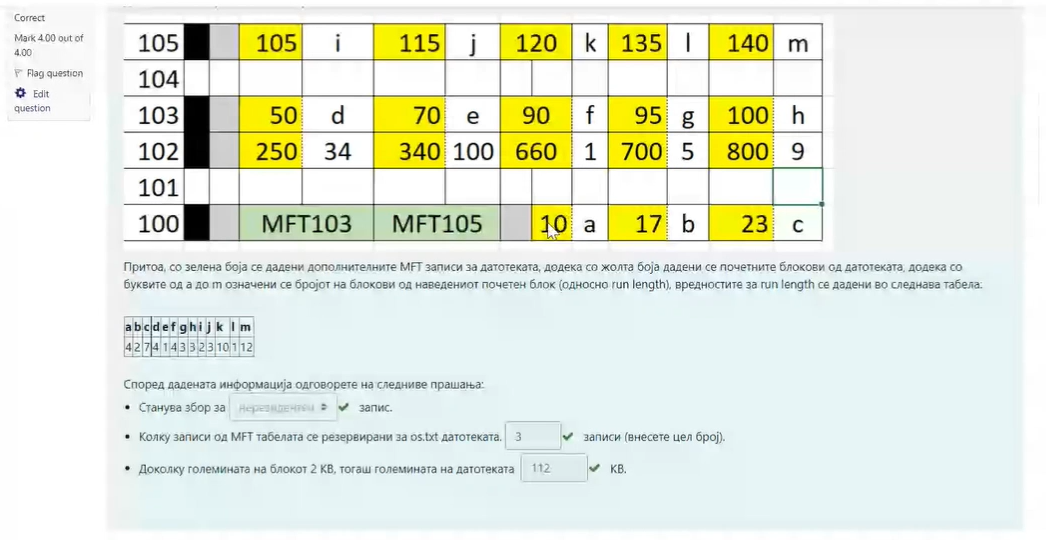 Correct
Mark 4.00 out of
4.00
Flag question
Edit
question
105 105 i 115 j 120 k 135 l 140 m
104
103 50 d 70 e 90 f 95 g 100 h
102 250 34 340 100 660 1 700 5 800 9
101
100 MFT103 MFT105 10 a 17 b 23 c
Притоа, со зелена боја се дадени дополнителните MFT записи за датотеката, додека со жолта боја дадени се почетните блокови од датотеката, додека со
буквите од a до m означени се бројот на блокови од наведениот почетен блок (односно run length), вредностите за run length се дадени во следнава табела.
a b c d e f g h i j k l m
4 2 7 4 1 4 3 3 2 3 10 1 12
Според дадената информација одговорете на следниве прашања:
• Станува збор за нерезидентен запис.
• Колку записи од MFT табелата се резервирани за os.txt датотеката. 3 записи (внесете цел број).
• Доколку големината на блокот 2 KB, тогаш големината на датотеката 112 KB.